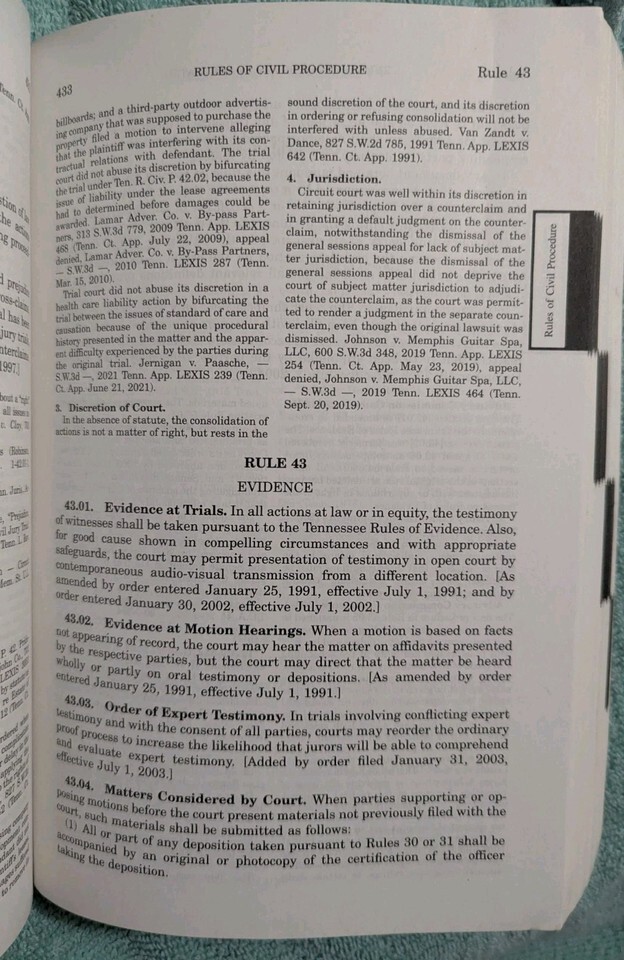 433
RULES OF CIVIL PROCEDURE
Rule 43
billboards; and a third-party outdoor advertis-
ing company that was supposed to purchase the
property filed a motion to intervene alleging
that the plaintiff was interfering with its con-
tractual relations with defendant. The trial
court did not abuse its discretion by bifurcating
the trial under Ten. R. Civ. P. 42.02, because the
issue of liability under the lease agreements
had to determined before damages could be
awarded. Lamar Adver. Co. v. By-pass Part-
ners, 313 S.W.3d 779, 2009 Tenn. App. LEXIS
468 (Tenn. Ct. App. July 22, 2009), appeal
denied, Lamar Adver. Co. v. By-Pass Partners,
— S.W.3d —, 2010 Tenn. LEXIS 287 (Tenn.
Mar. 15, 2010).
Trial court did not abuse its discretion in a
health care liability action by bifurcating the
trial between the issues of standard of care and
causation because of the unique procedural
history presented in the matter and the appar-
ent difficulty experienced by the parties during
the original trial. Jernigan v. Paasche, —
S.W.3d —, 2021 Tenn. App. LEXIS 239 (Tenn.
Ct. App. June 21, 2021).
3. Discretion of Court.
In the absence of statute, the consolidation of
actions is not a matter of right, but rests in the
sound discretion of the court, and its discretion
in ordering or refusing consolidation will not be
interfered with unless abused. Van Zandt v.
Dance, 827 S.W.2d 785, 1991 Tenn. App. LEXIS
642 (Tenn. Ct. App. 1991).
4. Jurisdiction.
Circuit court was well within its discretion in
retaining jurisdiction over a counterclaim and
in granting a default judgment on the counter-
claim, notwithstanding the dismissal of the
general sessions appeal for lack of subject mat-
ter jurisdiction, because the dismissal of the
general sessions appeal did not deprive the
court of subject matter jurisdiction to adjudi-
cate the counterclaim, as the court was permit-
ted to render a judgment in the separate coun-
terclaim, even though the original lawsuit was
dismissed. Johnson v. Memphis Guitar Spa,
LLC, 600 S.W.3d 348, 2019 Tenn. App. LEXIS
254 (Tenn. Ct. App. May 23, 2019), appeal
denied, Johnson v. Memphis Guitar Spa, LLC,
— S.W.3d —, 2019 Tenn. LEXIS 464 (Tenn.
Sept. 20, 2019).
Rules of Civil Procedure
RULE 43
EVIDENCE
43.01. Evidence at Trials. In all actions at law or in equity, the testimony
of witnesses shall be taken pursuant to the Tennessee Rules of Evidence. Also,
for good cause shown in compelling circumstances and with appropriate
safeguards, the court may permit presentation of testimony in open court by
contemporaneous audio-visual transmission from a different location. [As
amended by order entered January 25, 1991, effective July 1, 1991; and by
order entered January 30, 2002, effective July 1, 2002.]
43.02. Evidence at Motion Hearings. When a motion is based on facts
not appearing of record, the court may hear the matter on affidavits presented
by the respective parties, but the court may direct that the matter be heard
wholly or partly on oral testimony or depositions. [As amended by order
entered January 25, 1991, effective July 1, 1991.]
43.03. Order of Expert Testimony. In trials involving conflicting expert
testimony and with the consent of all parties, courts may reorder the ordinary
proof process to increase the likelihood that jurors will be able to comprehend
and evaluate expert testimony. [Added by order filed January 31, 2003,
effective July 1, 2003.]
43.04. Matters Considered by Court. When parties supporting or op-
posing motions before the court present materials not previously filed with the
court, such materials shall be submitted as follows:
(1) All or part of any deposition taken pursuant to Rules 30 or 31 shall be
accompanied by an original or photocopy of the certification of the officer
taking the deposition.